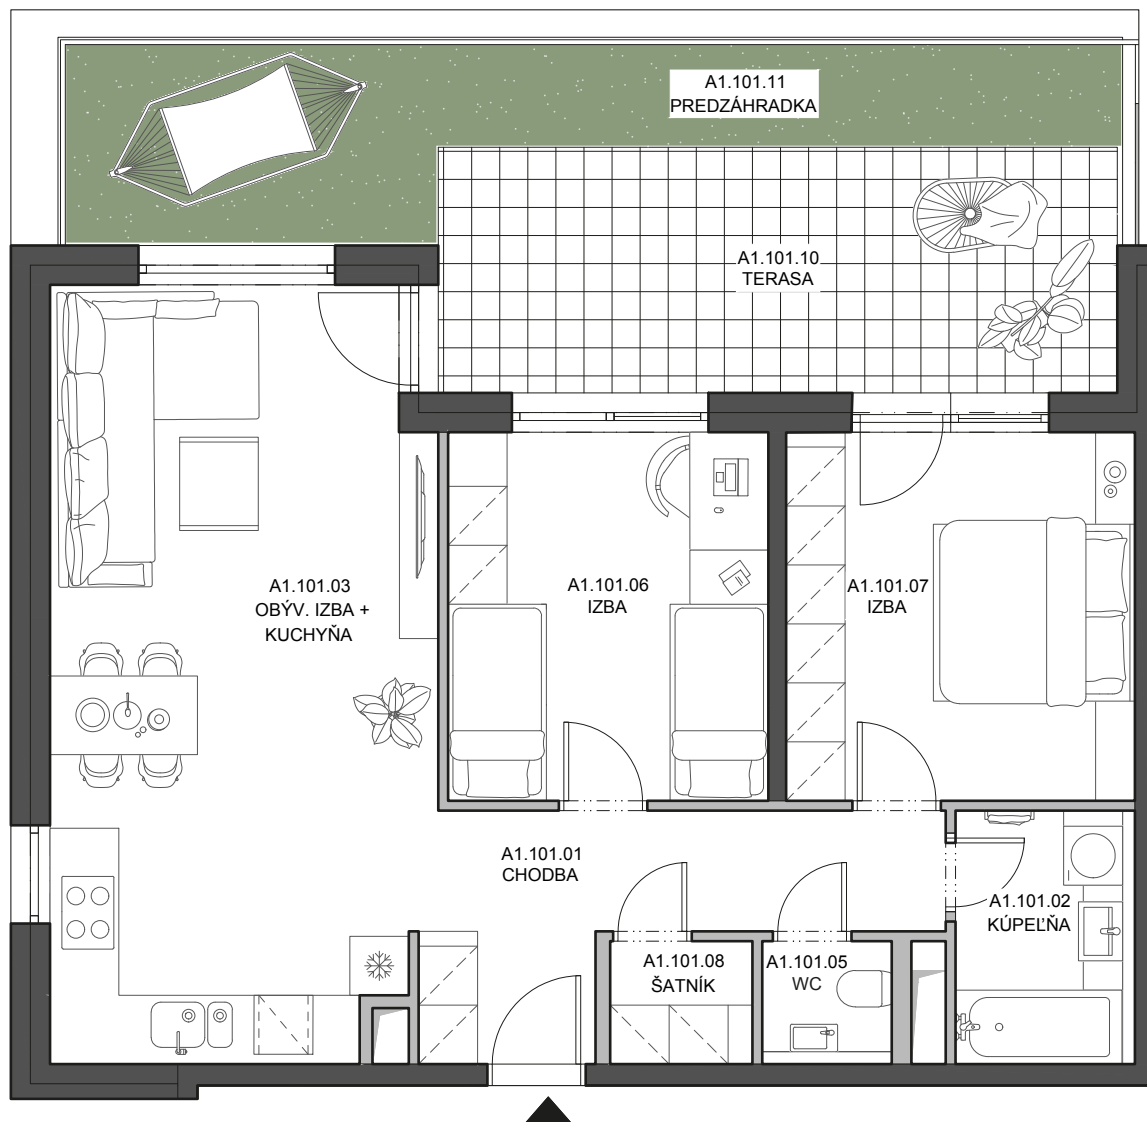 A1.101.11
PREDZÁHRADKA
A1.101.10
TERASA
A1.101.03
OBÝV. IZBA +
KUCHYŇA
A1.101.06
IZBA
A1.101.07
IZBA
A1.101.01
CHODBA
A1.101.02
KÚPEĽŇA
A1.101.08
ŠATNÍK
A1.101.05
WC